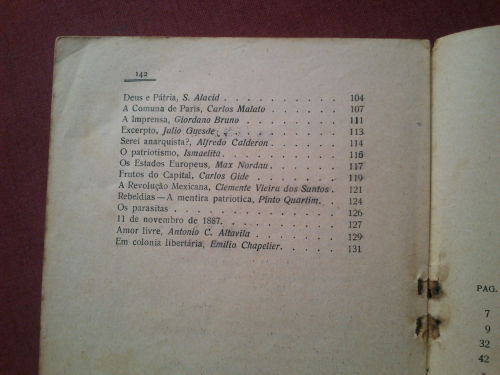 142
Deus e Pátria, S. Alacid . . . . . . . . . . 104
A Comuna de Paris, Carlos Malato . . . . . . 107
A Imprensa, Giordano Bruno . . . . . . . . . 111
Excerpto, Julio Guesde . . . . . . . . . . . 113
Serei anarquista?, Alfredo Calderon . . . . . 114
O patriotismo, Ismaelita . . . . . . . . . . 116
Os Estados Europeus, Max Nordau . . . . . . . 117
Frutos do Capital, Carlos Gide . . . . . . . 119
A Revolução Mexicana, Clemente Vieira dos Santos . 121
Rebeldias—A mentira patriotica, Pinto Quartim. . . 124
Os parasitas . . . . . . . . . . . . . . . . 126
11 de novembro de 1887. . . . . . . . . . . . 127
Amor livre, Antonio C. Altavila . . . . . . . 129
Em colonia libertária, Emilio Chapelier. . . . . 131
PAG.
7
9
32
42